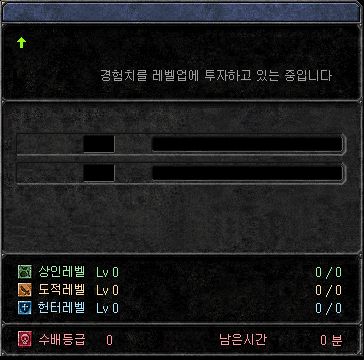 경험치를 레벨업에 투자하고 있는 중입니다
상인레벨 Lv 0 0 / 0
도적레벨 Lv 0 0 / 0
헌터레벨 Lv 0 0 / 0
수배등급 0 남은시간 0 분